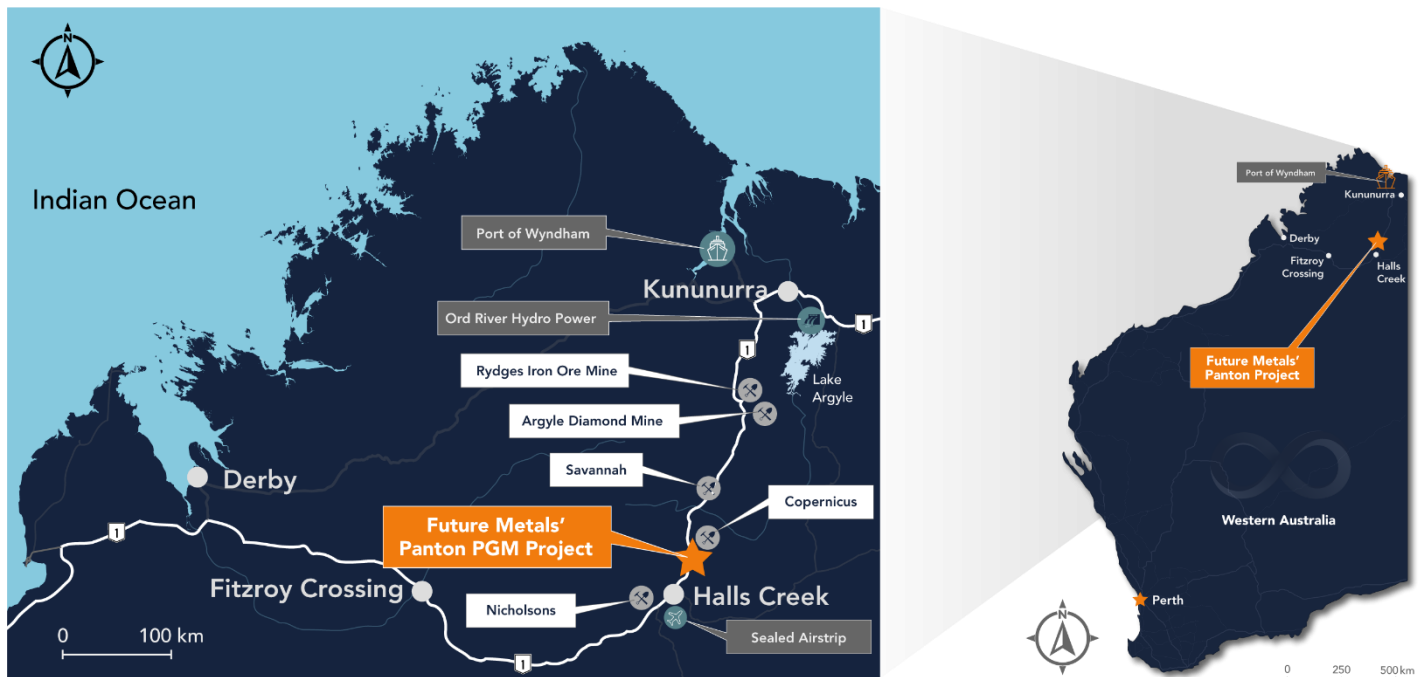 N
Indian Ocean
Port of Wyndham
Kununurra
Ord River Hydro Power
1
1
Rydges Iron Ore Mine
Lake
Argyle
Argyle Diamond Mine
Savannah
Derby
Copernicus
1
Future Metals'
Panton PGM Project
Fitzroy Crossing
Nicholsons
Halls Creek
Sealed Airstrip
0 100 km
1
Port of Wyndham
Kununurra
Derby
Fitzroy
Crossing
Halls
Creek
Future Metals'
Panton Project
Western Australia
Perth
N
0 250 500 km